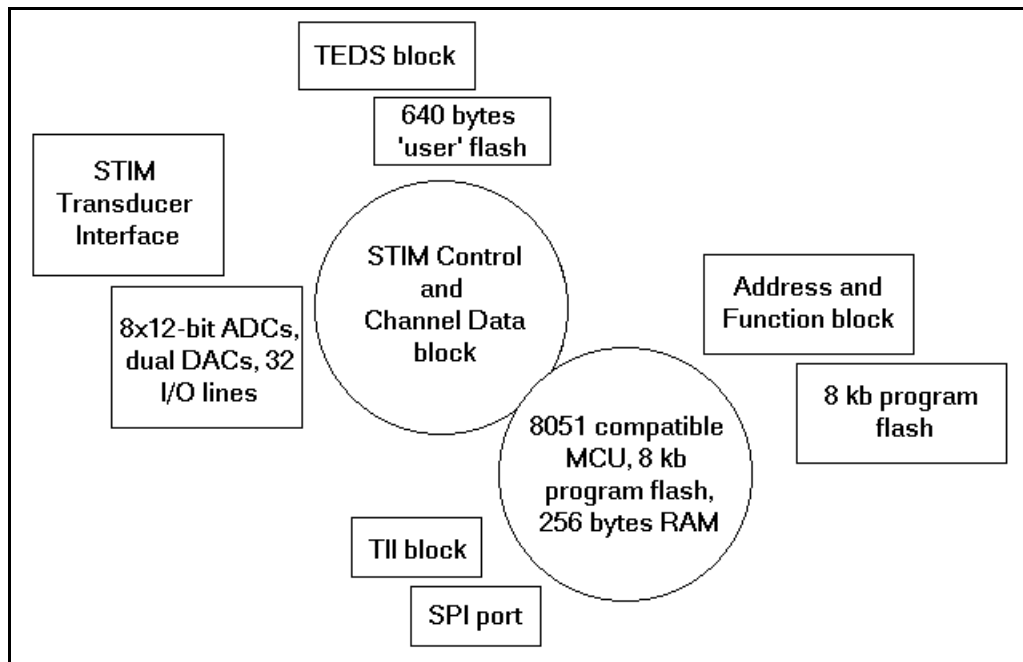 TEDS block
640 bytes
'user' flash
STIM
Transducer
Interface
STIM Control
and
Channel Data
block
8x12-bit ADCs,
dual DACs, 32
I/O lines
Address and
Function block
8 kb program
flash
8051 compatible
MCU, 8 kb
program flash,
256 bytes RAM
TII block
SPI port